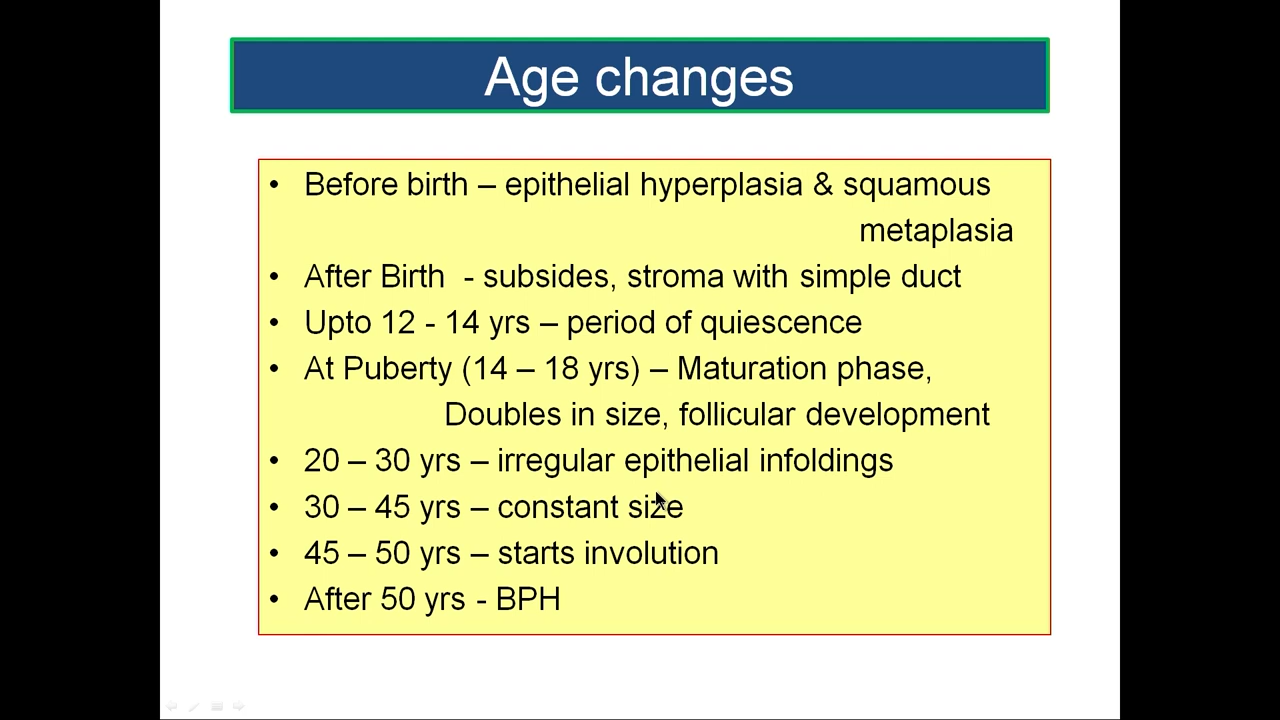 Age changes
• Before birth – epithelial hyperplasia & squamous
metaplasia
• After Birth - subsides, stroma with simple duct
• Upto 12 - 14 yrs – period of quiescence
• At Puberty (14 – 18 yrs) – Maturation phase,
Doubles in size, follicular development
• 20 – 30 yrs – irregular epithelial infoldings
• 30 – 45 yrs – constant size
• 45 – 50 yrs – starts involution
• After 50 yrs - BPH